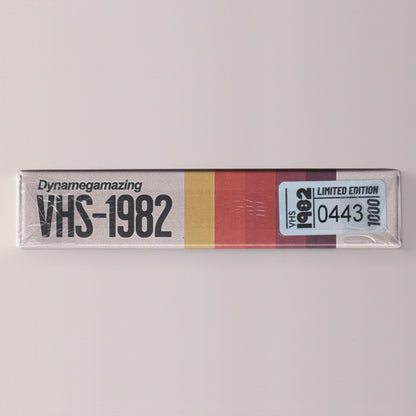 Dynamegamazing
VHS-1982
VHS
1982
LIMITED EDITION
0443
1000